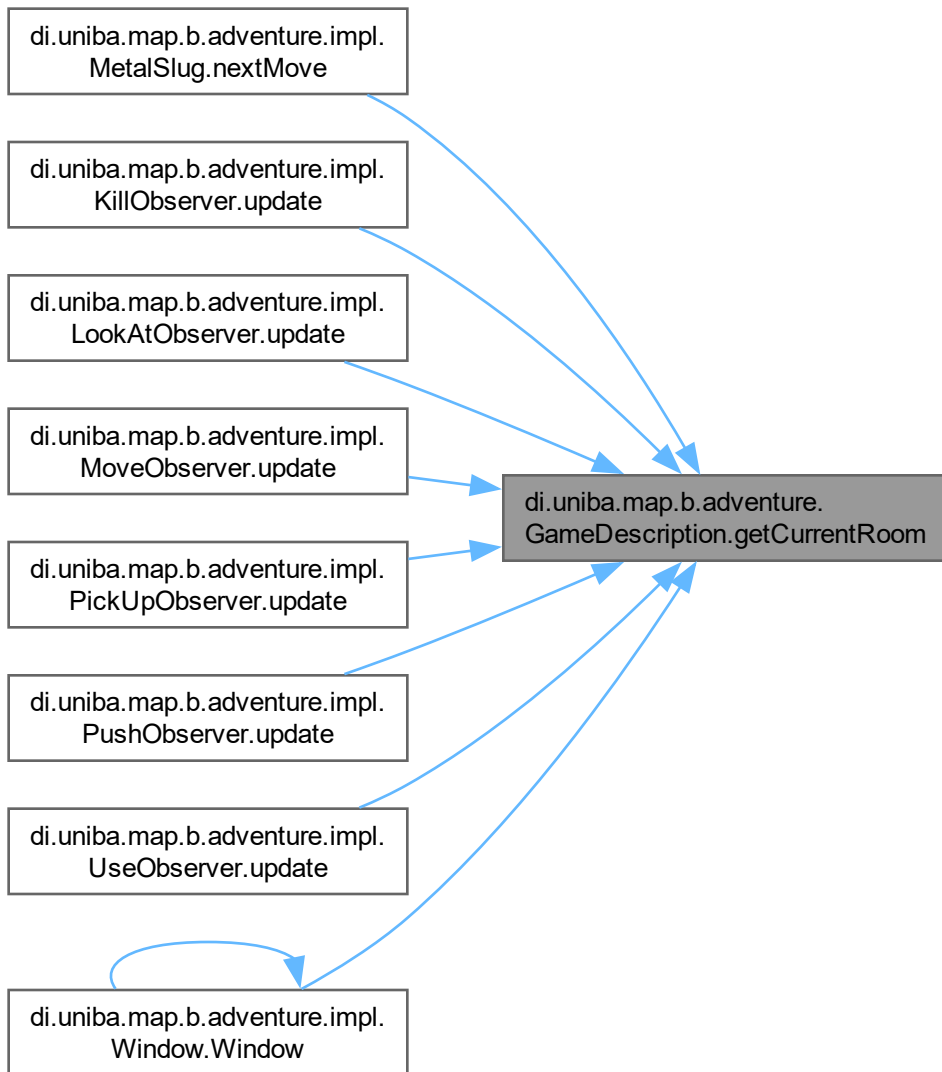 di.uniba.map.b.adventure.impl.
MetalSlug.nextMove
di.uniba.map.b.adventure.impl.
KillObserver.update
di.uniba.map.b.adventure.impl.
LookAtObserver.update
di.uniba.map.b.adventure.impl.
MoveObserver.update
di.uniba.map.b.adventure.impl.
PickUpObserver.update
di.uniba.map.b.adventure.impl.
PushObserver.update
di.uniba.map.b.adventure.impl.
UseObserver.update
di.uniba.map.b.adventure.impl.
Window.Window
di.uniba.map.b.adventure.
GameDescription.getCurrentRoom